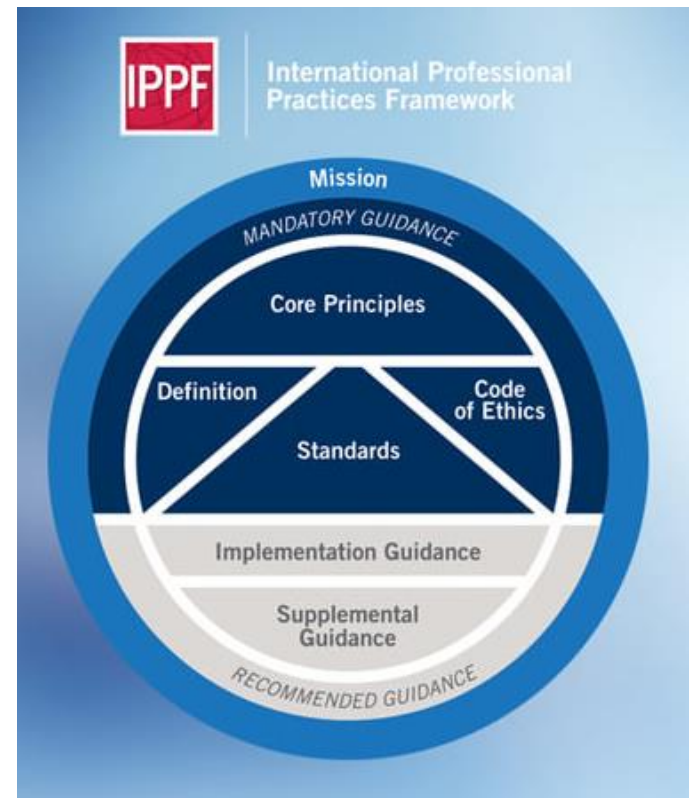 IPPF
International Professional
Practices Framework
Mission
MANDATORY GUIDANCE
Core Principles
Definition
Code
of Ethics
Standards
Implementation Guidance
Supplemental
Guidance
RECOMMENDED GUIDANCE